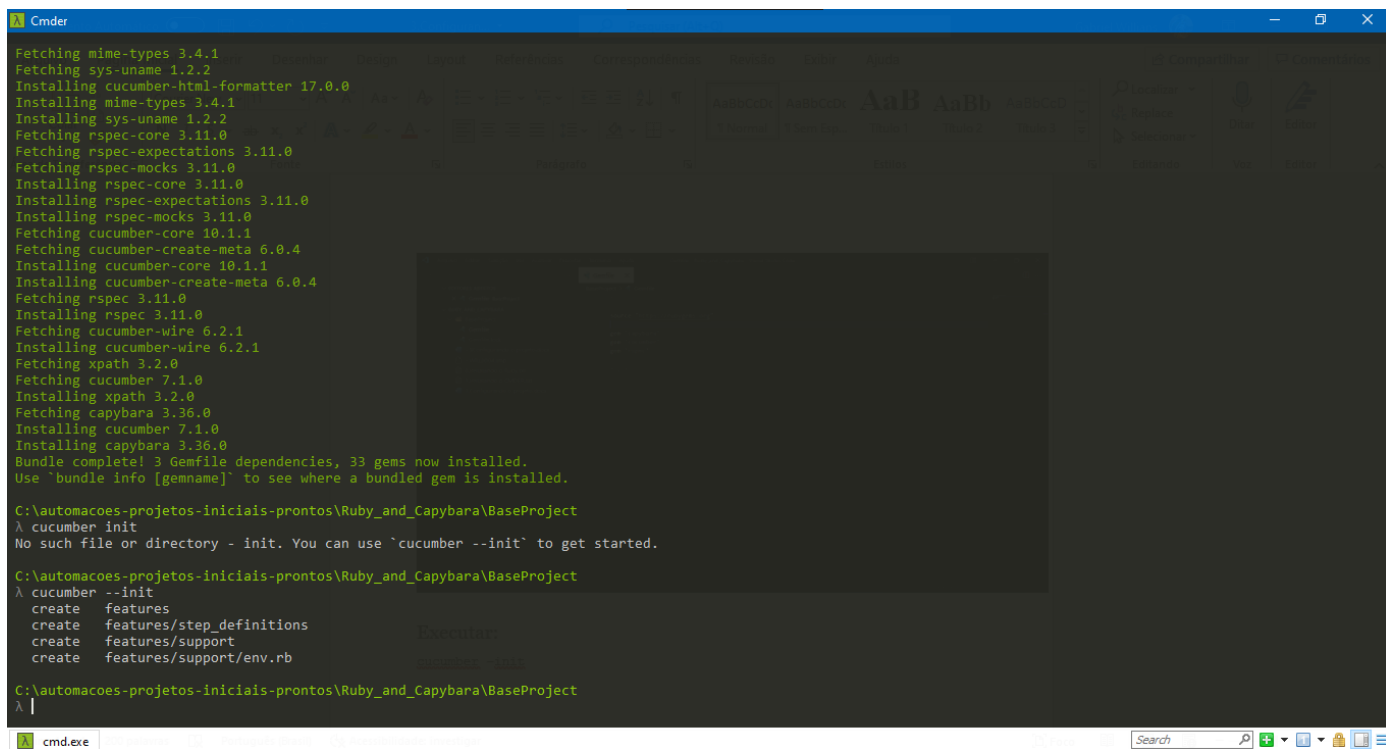 Cmder
Fetching mime-types 3.4.1
Fetching sys-uname 1.2.2
Installing cucumber-html-formatter 17.0.0
Installing mime-types 3.4.1
Installing sys-uname 1.2.2
Fetching rspec-core 3.11.0
Fetching rspec-expectations 3.11.0
Fetching rspec-mocks 3.11.0
Installing rspec-core 3.11.0
Installing rspec-expectations 3.11.0
Installing rspec-mocks 3.11.0
Fetching cucumber-core 10.1.1
Fetching cucumber-create-meta 6.0.4
Installing cucumber-core 10.1.1
Installing cucumber-create-meta 6.0.4
Fetching rspec 3.11.0
Installing rspec 3.11.0
Fetching cucumber-wire 6.2.1
Installing cucumber-wire 6.2.1
Fetching xpath 3.2.0
Fetching cucumber 7.1.0
Installing xpath 3.2.0
Fetching capybara 3.36.0
Installing cucumber 7.1.0
Installing capybara 3.36.0
Bundle complete! 3 Gemfile dependencies, 33 gems now installed.
Use `bundle info [gemname]` to see where a bundled gem is installed.
C:\automacoes-projetos-iniciais-prontos\Ruby_and_Capybara\BaseProject
λ cucumber init
No such file or directory - init. You can use `cucumber --init` to get started.
C:\automacoes-projetos-iniciais-prontos\Ruby_and_Capybara\BaseProject
λ cucumber --init
create features
create features/step_definitions
create features/support
create features/support/env.rb
Executar:
C:\automacoes-projetos-iniciais-prontos\Ruby_and_Capybara\BaseProject
λ
λ cmd.exe
Search